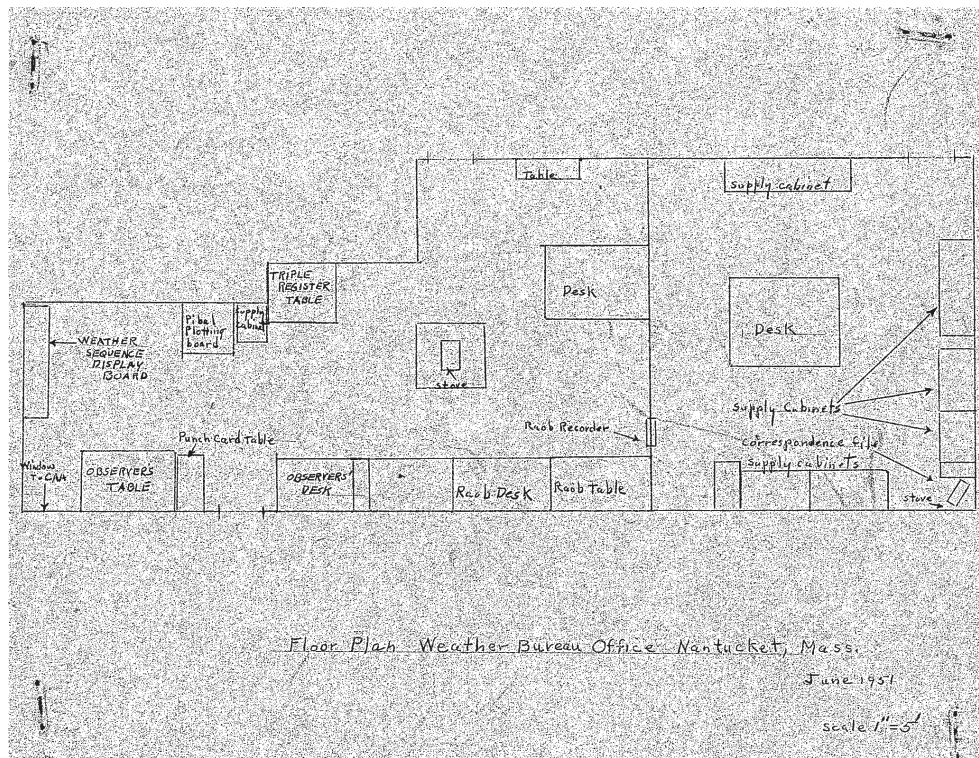 Table
Supply cabinet
TRIPLE
REGISTER
TABLE
Desk
Pibal
Plotting
board
Supply
Cabinet
WEATHER
SEQUENCE
DISPLAY
BOARD
Desk
stove
Supply Cabinets
Raob Recorder
Punch Card Table
Correspondence file
Supply cabinets
Window
To CAA
OBSERVERS
TABLE
OBSERVERS'
DESK
Raob Desk
Raob Table
stove
Floor Plan Weather Bureau Office Nantucket, Mass.
June 1951
scale 1"=5'